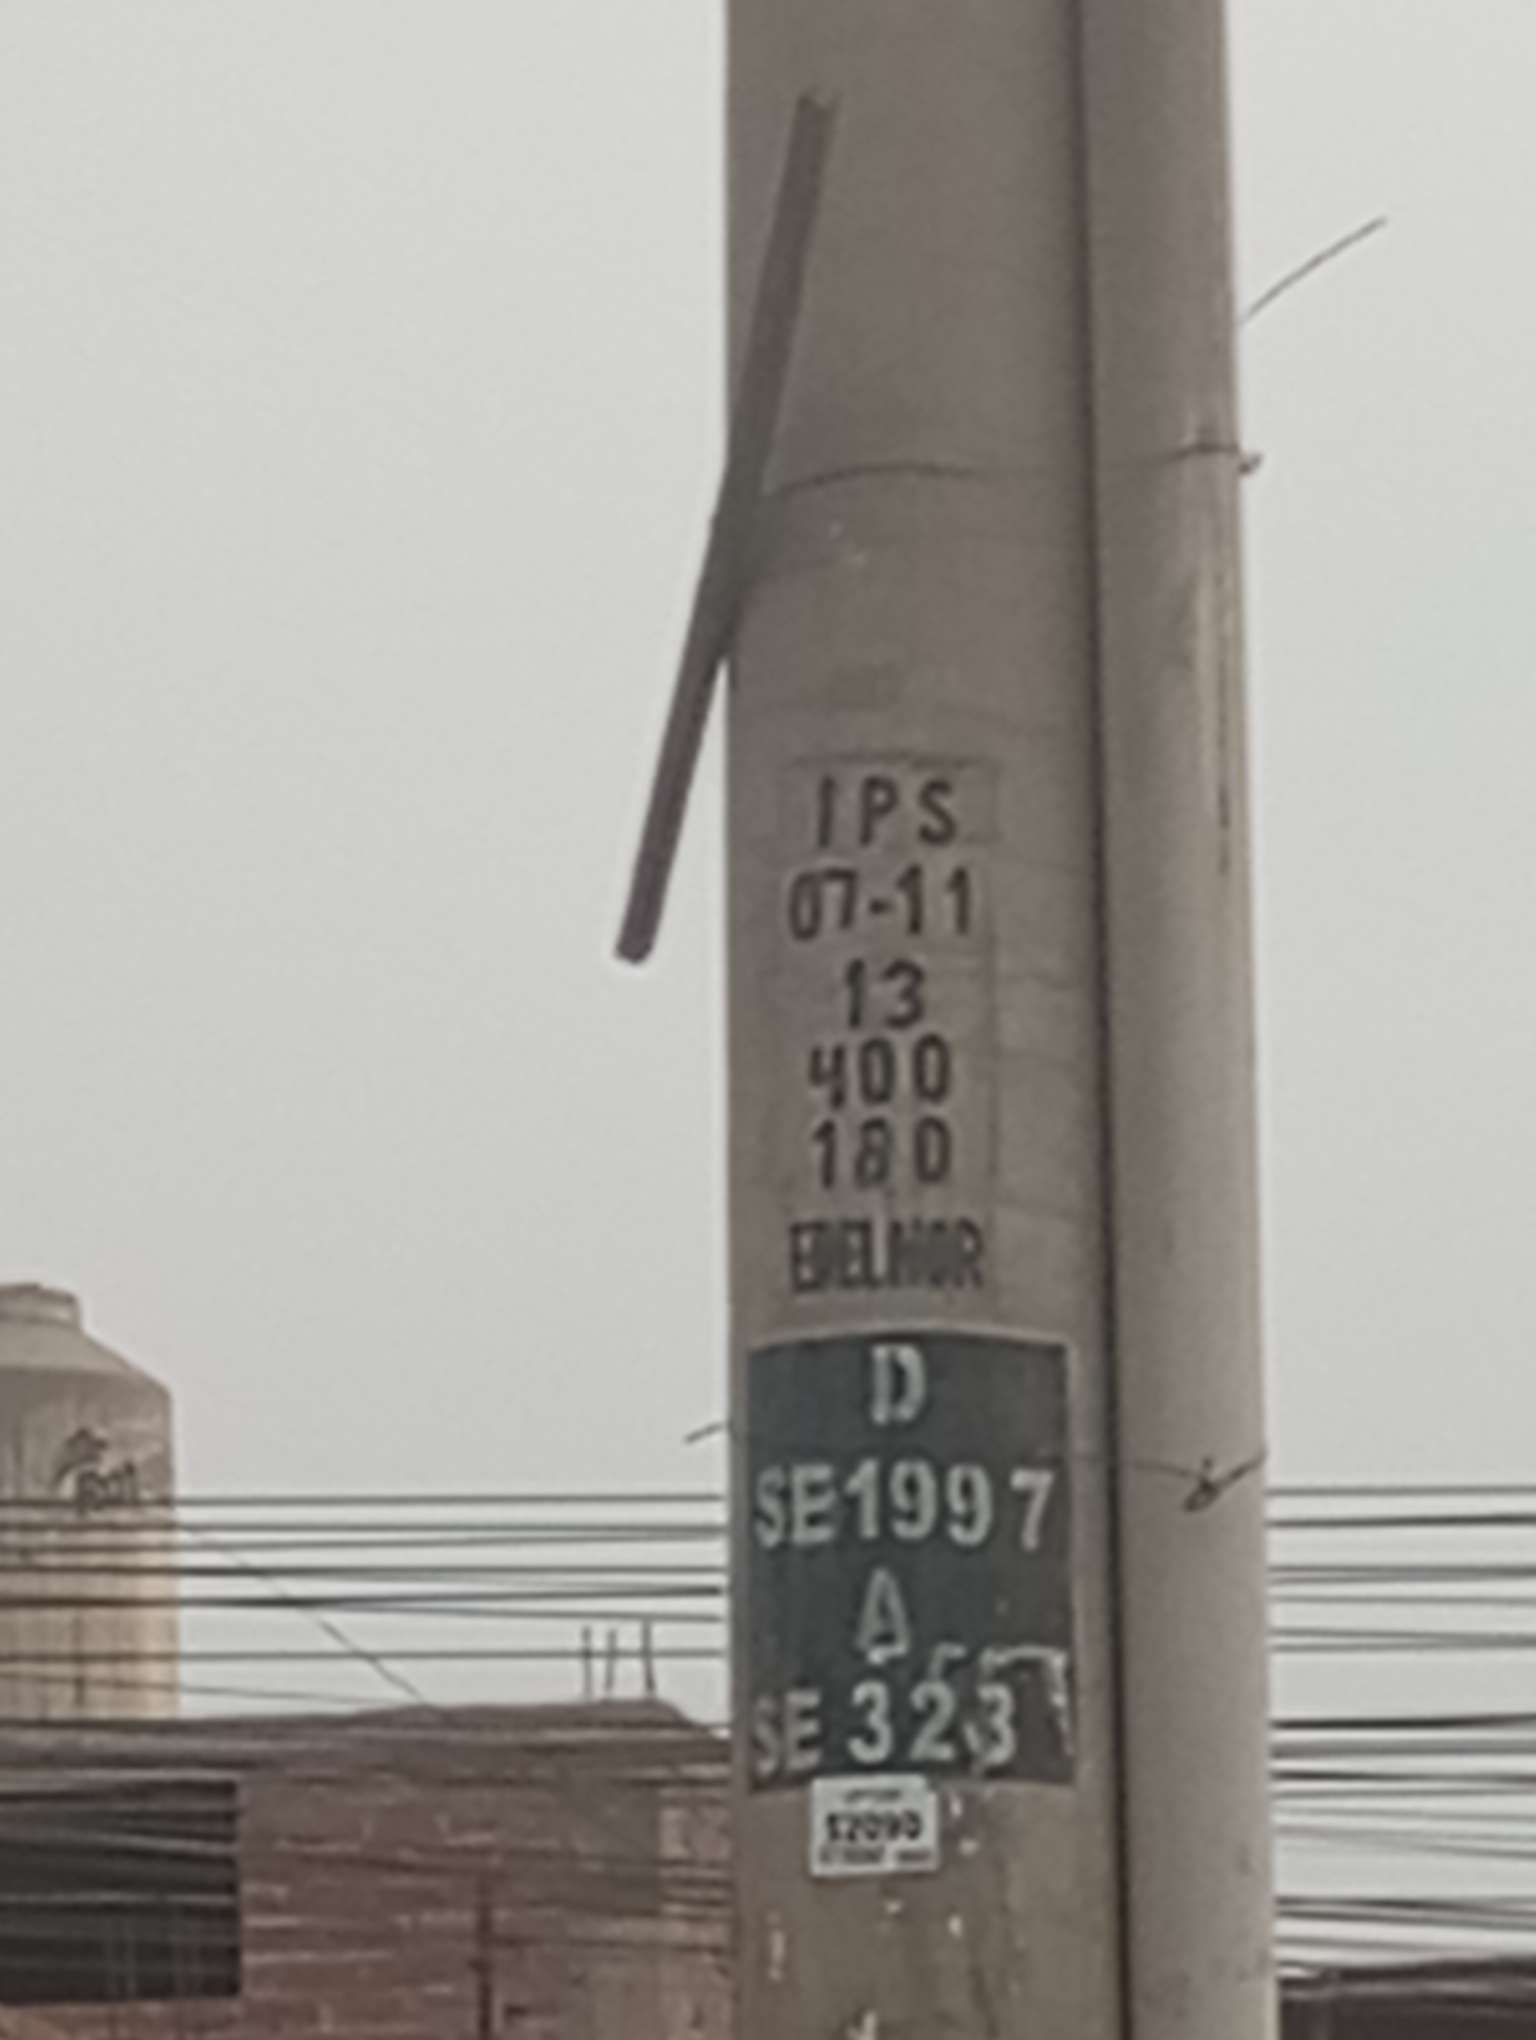 IPS
07-11
13
400
180
EDELNOR
D
SE1997
A
SE 323